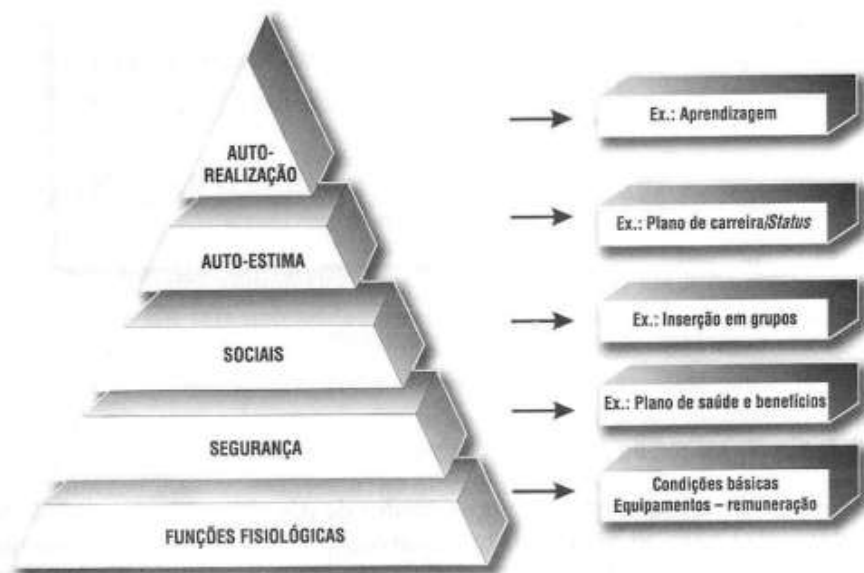 AUTO-
REALIZAÇÃO
Ex.: Aprendizagem
AUTO-ESTIMA
Ex.: Plano de carreira/Status
SOCIAIS
Ex.: Inserção em grupos
SEGURANÇA
Ex.: Plano de saúde e benefícios
FUNÇÕES FISIOLÓGICAS
Condições básicas
Equipamentos – remuneração